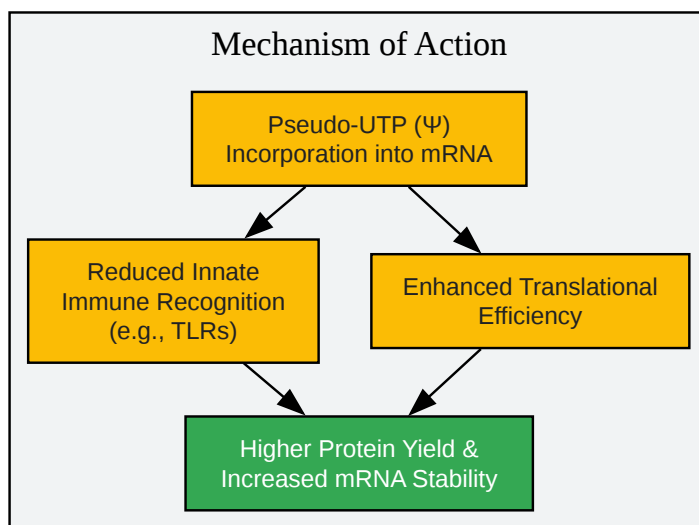 Mechanism of Action
Pseudo-UTP (Ψ)
Incorporation into mRNA
Reduced Innate
Immune Recognition
(e.g., TLRs)
Enhanced Translational
Efficiency
Higher Protein Yield &
Increased mRNA Stability